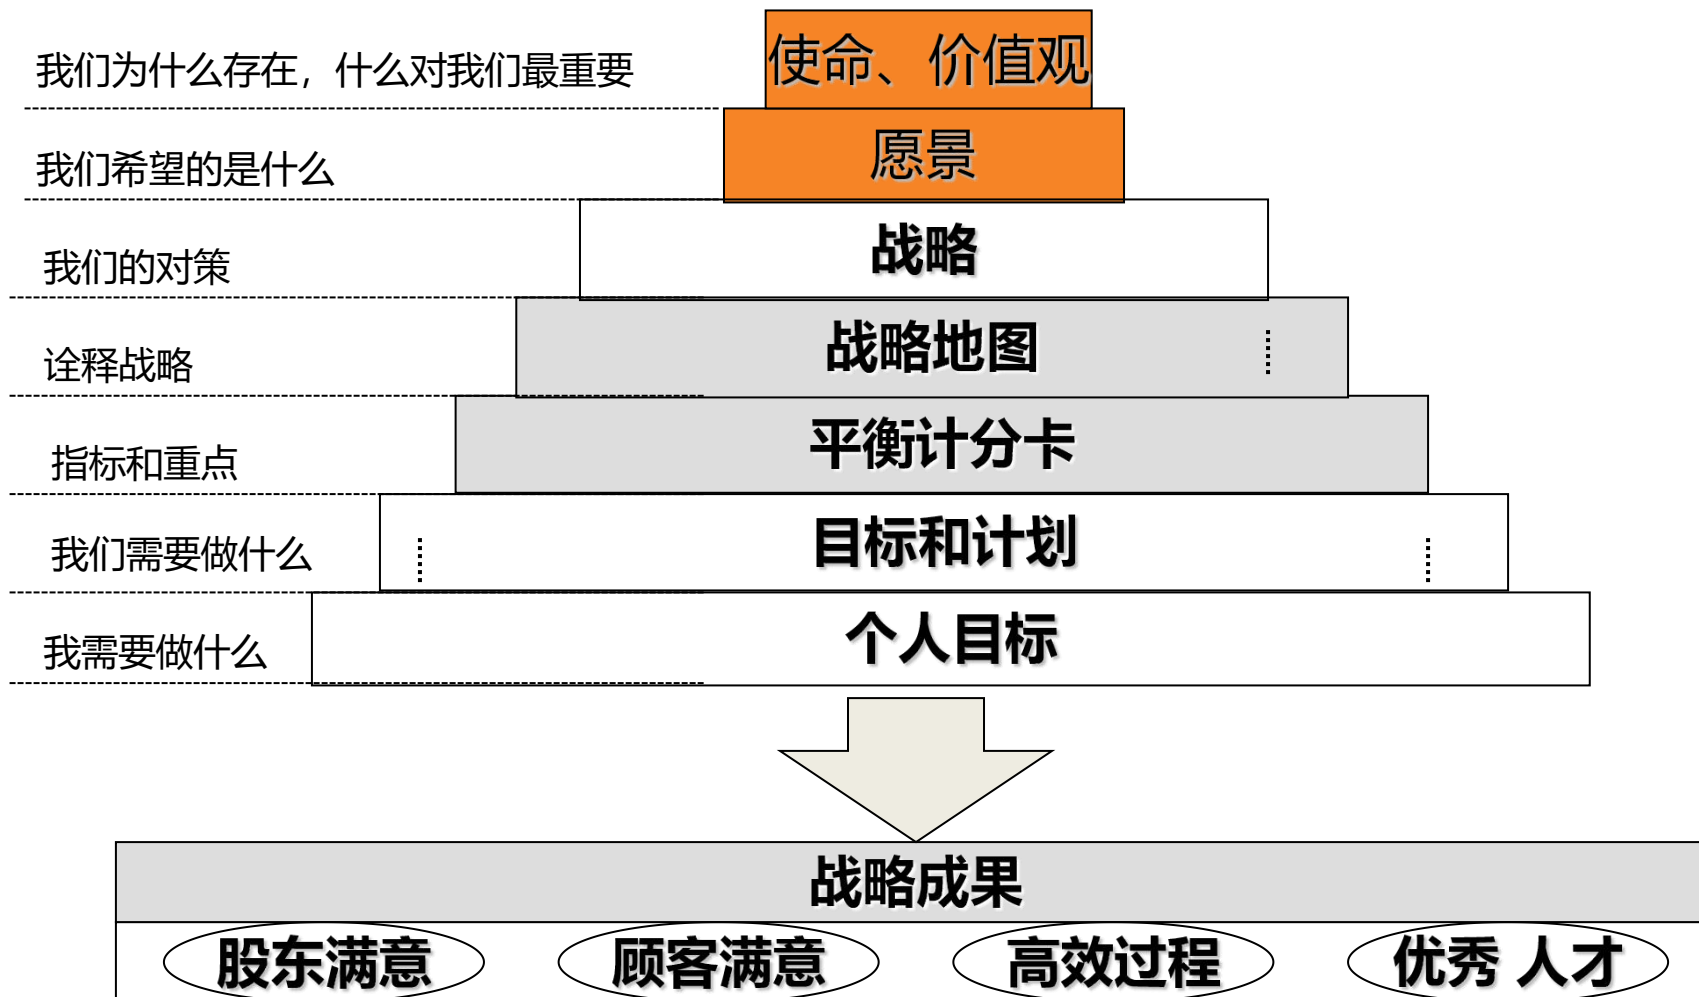 我们为什么存在，什么对我们最重要
使命、价值观
我们希望的是什么
愿景
我们的对策
战略
诠释战略
战略地图
指标和重点
平衡计分卡
我们需要做什么
目标和计划
我需要做什么
个人目标
战略成果
股东满意
顾客满意
高效过程
优秀 人才